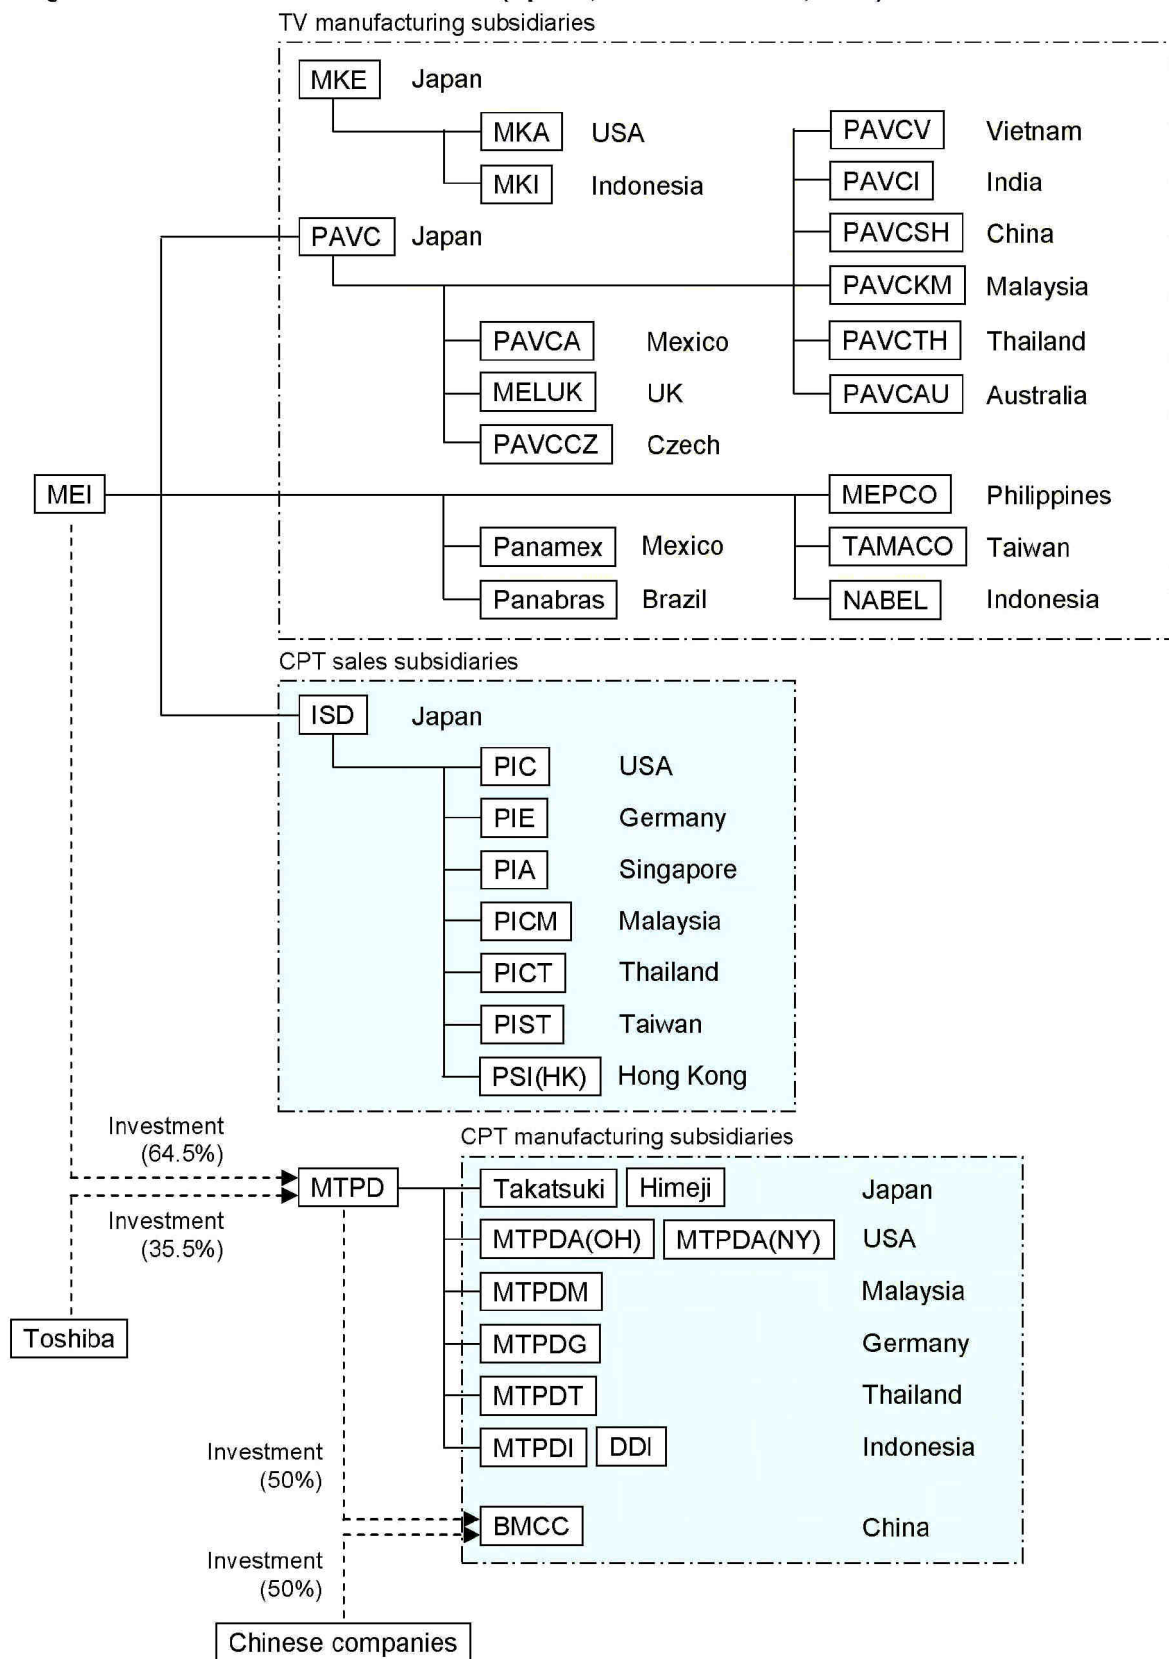 TV manufacturing subsidiaries
MKE Japan
MKA USA PAVCV Vietnam
MKI Indonesia PAVCI India
PAVC Japan PAVCSH China
PAVCKM Malaysia
PAVCA Mexico PAVCTH Thailand
MELUK UK PAVCAU Australia
PAVCCZ Czech
MEI MEPCO Philippines
Panamex Mexico TAMACO Taiwan
Panabras Brazil NABEL Indonesia
CPT sales subsidiaries
ISD Japan
PIC USA
PIE Germany
PIA Singapore
PICM Malaysia
PICT Thailand
PIST Taiwan
PSI(HK) Hong Kong
Investment
(64.5%)
CPT manufacturing subsidiaries
MTPD Takatsuki Himeji Japan
Investment
(35.5%)
MTPDA(OH) MTPDA(NY) USA
MTPDM Malaysia
Toshiba
MTPDG Germany
MTPDT Thailand
MTPDI DDI Indonesia
Investment
(50%)
BMCC China
Investment
(50%)
Chinese companies